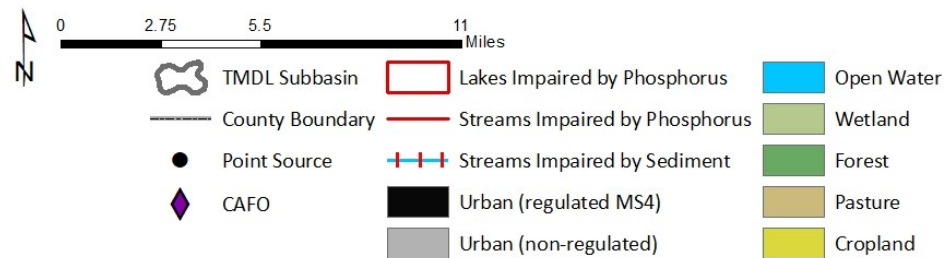 0 2.75 5.5 11
Miles
N
TMDL Subbasin
County Boundary
Point Source
CAFO
Lakes Impaired by Phosphorus
Streams Impaired by Phosphorus
Streams Impaired by Sediment
Urban (regulated MS4)
Urban (non-regulated)
Open Water
Wetland
Forest
Pasture
Cropland